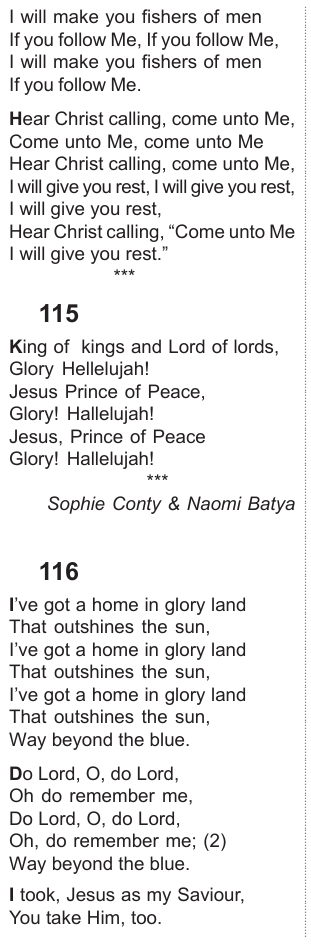 I will make you fishers of men
If you follow Me, If you follow Me,
I will make you fishers of men
If you follow Me.
Hear Christ calling, come unto Me,
Come unto Me, come unto Me
Hear Christ calling, come unto Me,
I will give you rest, I will give you rest,
I will give you rest,
Hear Christ calling, “Come unto Me
I will give you rest.”
***
115
King of kings and Lord of lords,
Glory Hellelujah!
Jesus Prince of Peace,
Glory! Hallelujah!
Jesus, Prince of Peace
Glory! Hallelujah!
***
Sophie Conty & Naomi Batya
116
I’ve got a home in glory land
That outshines the sun,
I’ve got a home in glory land
That outshines the sun,
I’ve got a home in glory land
That outshines the sun,
Way beyond the blue.
Do Lord, O, do Lord,
Oh do remember me,
Do Lord, O, do Lord,
Oh, do remember me; (2)
Way beyond the blue.
I took, Jesus as my Saviour,
You take Him, too.